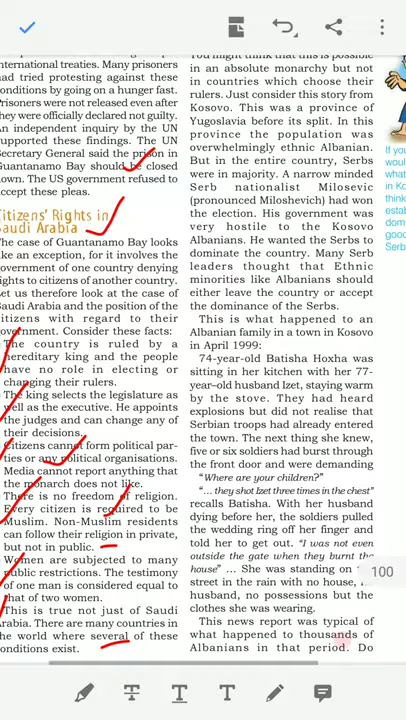 international treaties. Many prisoners
had tried protesting against these
conditions by going on a hunger fast.
Prisoners were not released even after
they were officially declared not guilty.
An independent inquiry by the UN
supported these findings. The UN
Secretary General said the prison in
Guantanamo Bay should be closed
down. The US government refused to
accept these pleas.
Citizens' Rights in
Saudi Arabia
The case of Guantanamo Bay looks
like an exception, for it involves the
government of one country denying
rights to citizens of another country.
Let us therefore look at the case of
Saudi Arabia and the position of the
citizens with regard to their
government. Consider these facts:
The country is ruled by a
hereditary king and the people
have no role in electing or
changing their rulers.
The king selects the legislature as
well as the executive. He appoints
the judges and can change any of
their decisions.
Citizens cannot form political par-
ties or any political organisations.
Media cannot report anything that
the monarch does not like.
There is no freedom of religion.
Every citizen is required to be
Muslim. Non-Muslim residents
can follow their religion in private,
but not in public.
Women are subjected to many
public restrictions. The testimony
of one man is considered equal to
that of two women.
This is true not just of Saudi
Arabia. There are many countries in
the world where several of these
conditions exist.
You might think that this is possible
in an absolute monarchy but not
in countries which choose their
rulers. Just consider this story from
Kosovo. This was a province of
Yugoslavia before its split. In this
province the population was
overwhelmingly ethnic Albanian.
But in the entire country, Serbs
were in majority. A narrow minded
Serb nationalist Milosevic
(pronounced Miloshevich) had won
the election. His government was
very hostile to the Kosovo
Albanians. He wanted the Serbs to
dominate the country. Many Serb
leaders thought that Ethnic
minorities like Albanians should
either leave the country or accept
the dominance of the Serbs.
This is what happened to an
Albanian family in a town in Kosovo
in April 1999:
74-year-old Batisha Hoxha was
sitting in her kitchen with her 77-
year–old husband Izet, staying warm
by the stove. They had heard
explosions but did not realise that
Serbian troops had already entered
the town. The next thing she knew,
five or six soldiers had burst through
the front door and were demanding
"Where are your children?"
"… they shot Izet three times in the chest"
recalls Batisha. With her husband
dying before her, the soldiers pulled
the wedding ring off her finger and
told her to get out. "I was not even
outside the gate when they burnt the
house" … She was standing on
street in the rain with no house,
husband, no possessions but the
clothes she was wearing.
This news report was typical of
what happened to thousands of
Albanians in that period. Do
If you
would
what
in Ko
think
estab
dom
good
Serb
100